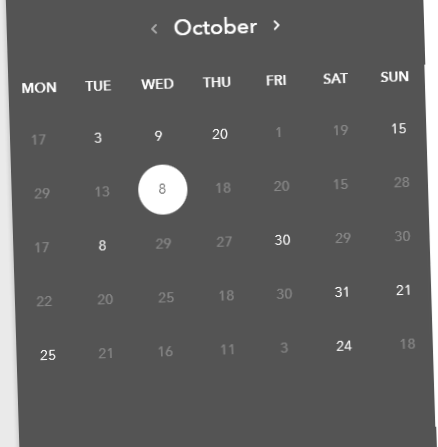 ‹ October ›
MON TUE WED THU FRI SAT SUN
17 3 9 20 1 19 15
29 13 8 18 20 15 28
17 8 29 27 30 29 30
22 20 25 18 30 31 21
25 21 16 11 3 24 18